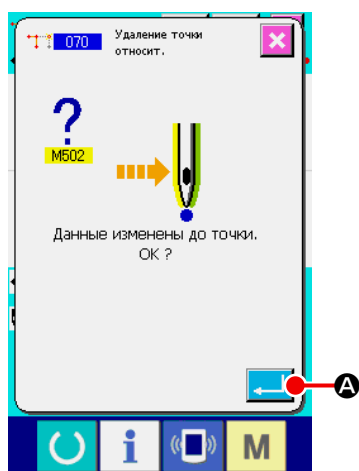 070
Удаление точки
относит.
?
M502
Данные изменены до точки.
OK ?
A
i
M